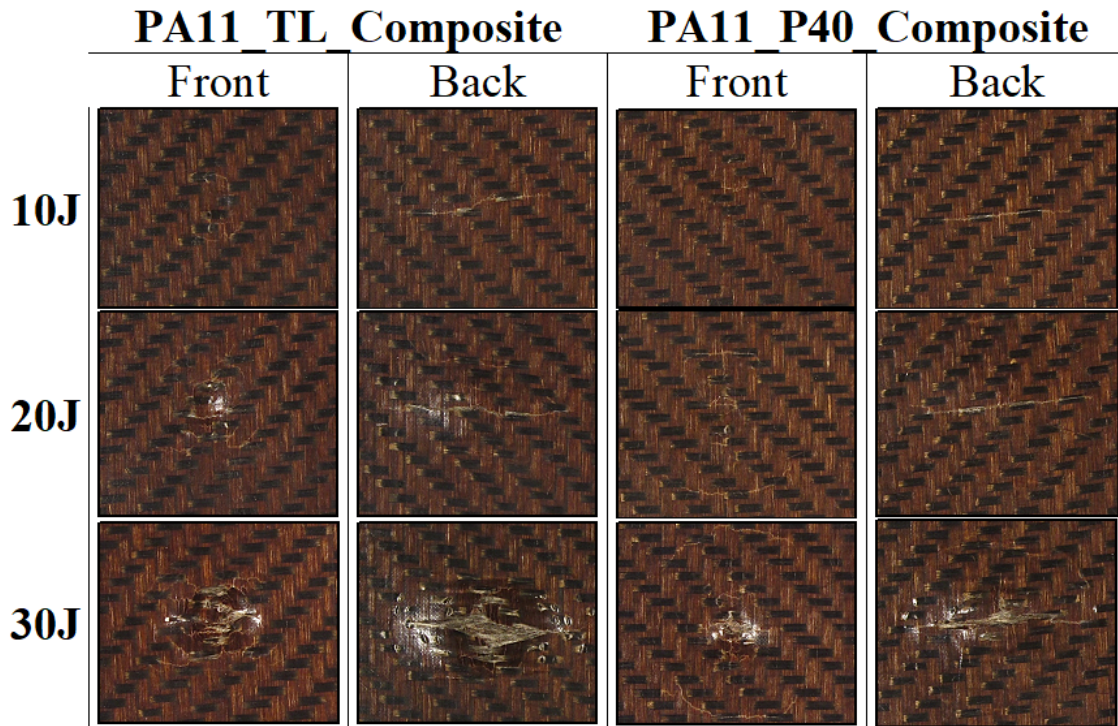 PA11_TL_Composite PA11_P40_Composite
Front Back Front Back
10J
20J
30J